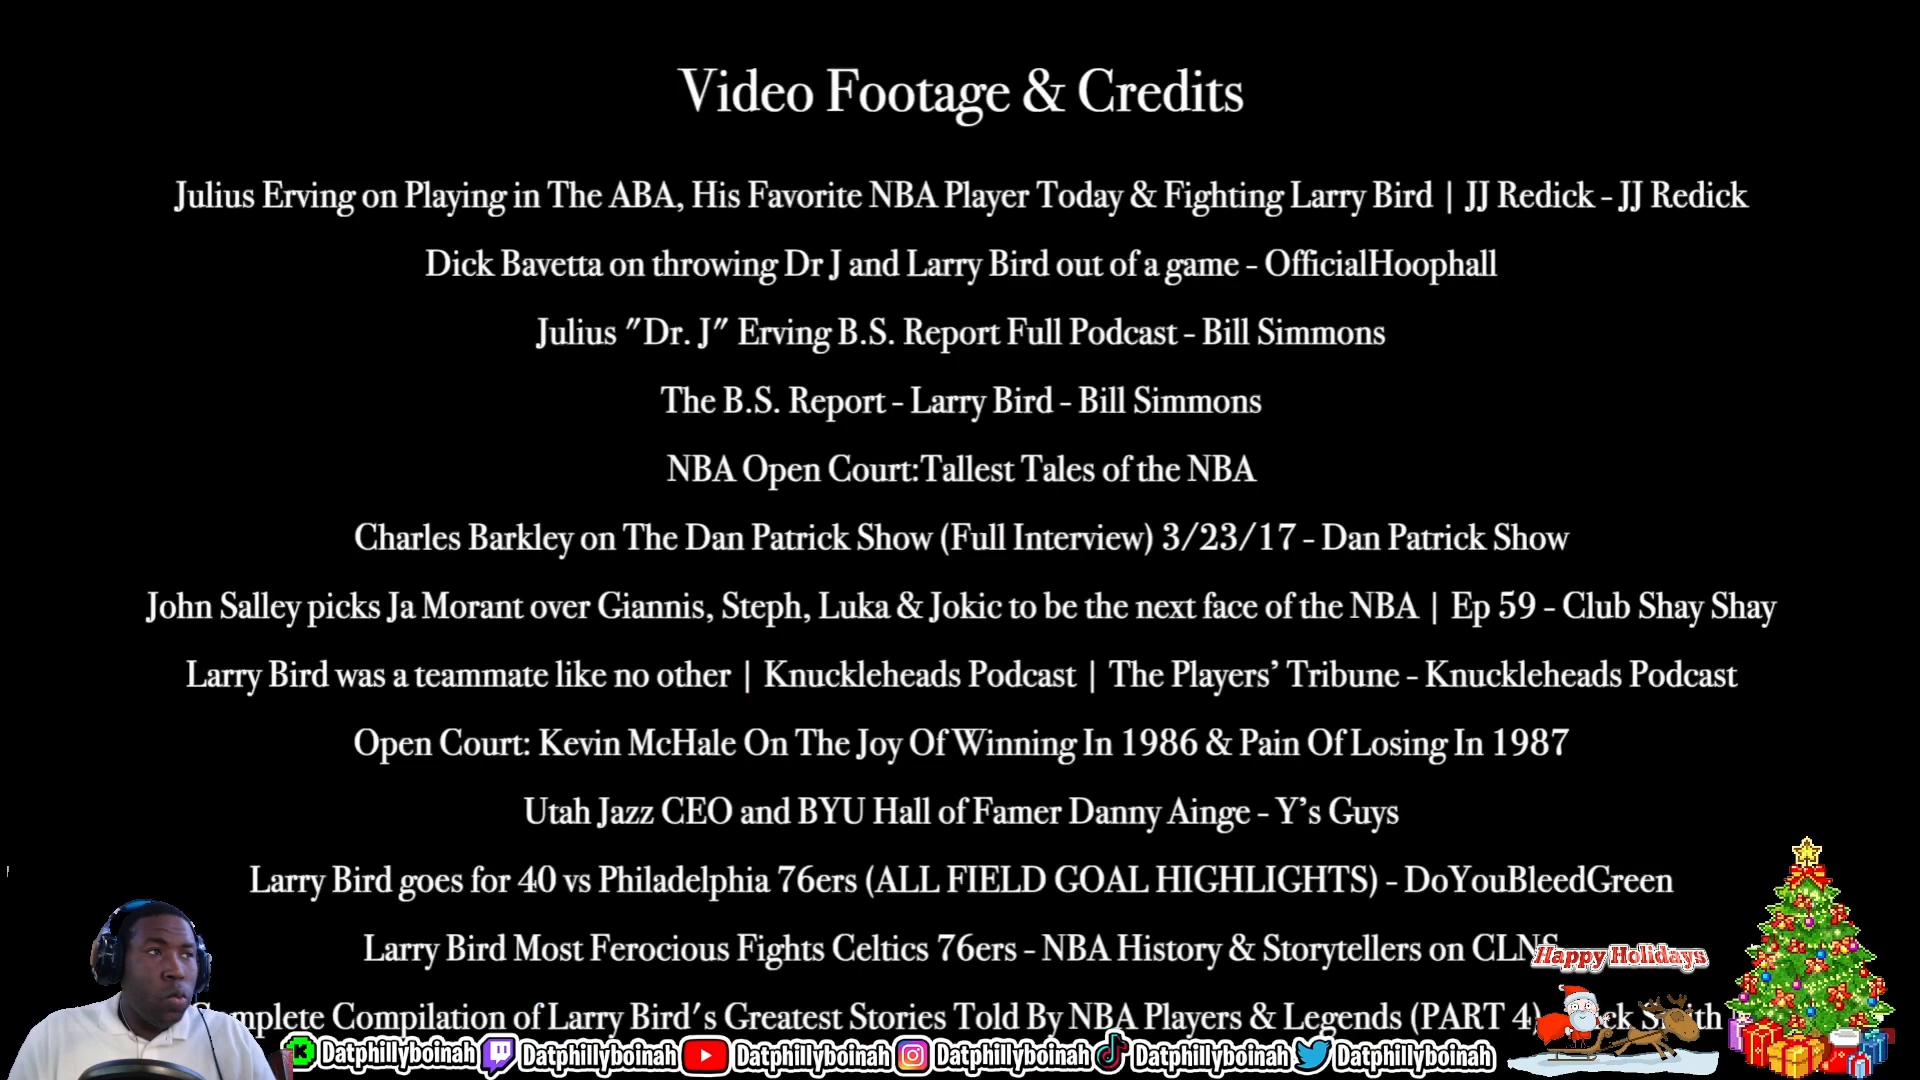 Video Footage & Credits
Julius Erving on Playing in The ABA, His Favorite NBA Player Today & Fighting Larry Bird | JJ Redick - JJ Redick
Dick Bavetta on throwing Dr J and Larry Bird out of a game - OfficialHoophall
Julius "Dr. J" Erving B.S. Report Full Podcast - Bill Simmons
The B.S. Report - Larry Bird - Bill Simmons
NBA Open Court:Tallest Tales of the NBA
Charles Barkley on The Dan Patrick Show (Full Interview) 3/23/17 - Dan Patrick Show
John Salley picks Ja Morant over Giannis, Steph, Luka & Jokic to be the next face of the NBA | Ep 59 - Club Shay Shay
Larry Bird was a teammate like no other | Knuckleheads Podcast | The Players’ Tribune - Knuckleheads Podcast
Open Court: Kevin McHale On The Joy Of Winning In 1986 & Pain Of Losing In 1987
Utah Jazz CEO and BYU Hall of Famer Danny Ainge - Y’s Guys
Larry Bird goes for 40 vs Philadelphia 76ers (ALL FIELD GOAL HIGHLIGHTS) - DoYouBleedGreen
Larry Bird Most Ferocious Fights Celtics 76ers - NBA History & Storytellers on CLNS
Happy Holidays
Complete Compilation of Larry Bird's Greatest Stories Told By NBA Players & Legends (PART 4) Smith
Datphillyboinah Datphillyboinah Datphillyboinah Datphillyboinah Datphillyboinah Datphillyboinah